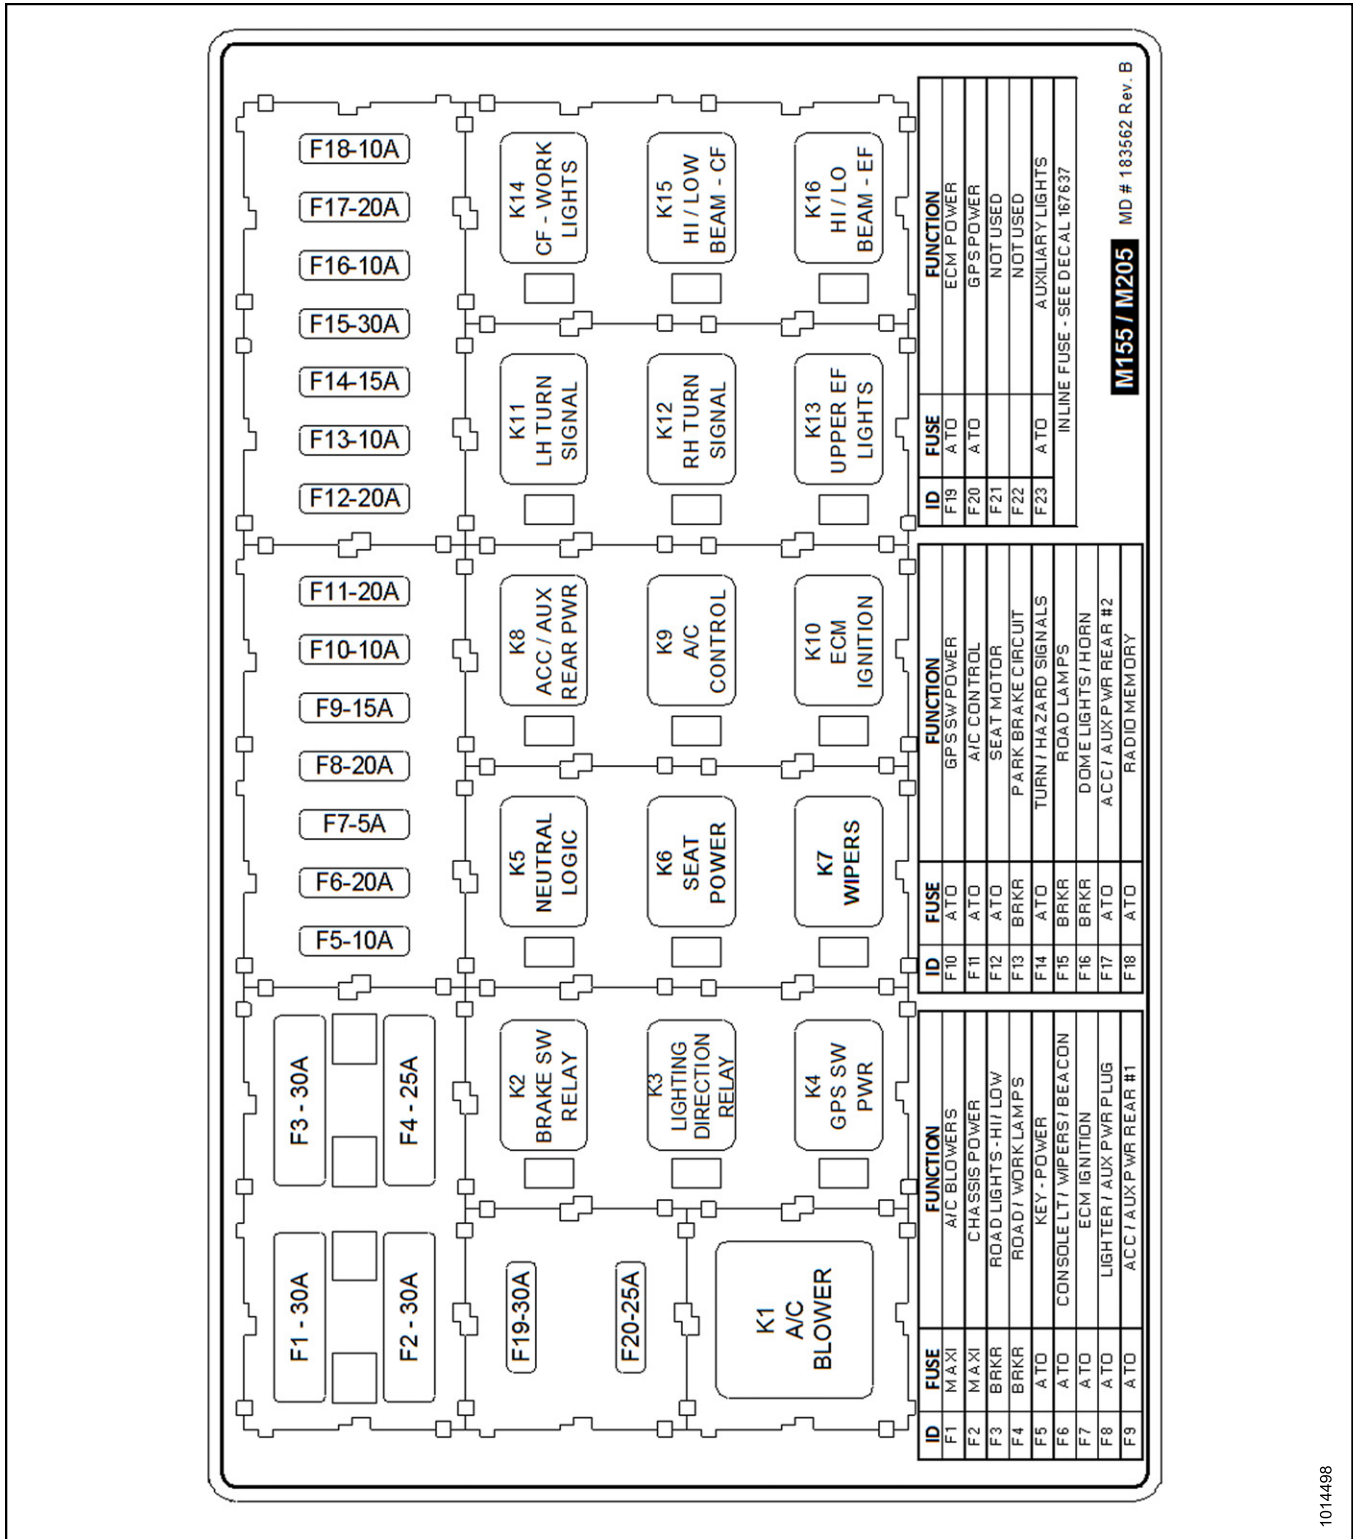 F18-10A
F17-20A
F16-10A
F15-30A
F14-15A
F13-10A
F12-20A
F11-20A
F10-10A
F9-15A
F8-20A
F7-5A
F6-20A
F5-10A
F3 - 30A
F4 - 25A
F1 - 30A
F2 - 30A
K14
CF - WORK
LIGHTS
K15
HI / LOW
BEAM - CF
K16
HI / LO
BEAM - EF
K11
LH TURN
SIGNAL
K12
RH TURN
SIGNAL
K13
UPPER EF
LIGHTS
K8
ACC / AUX
REAR PWR
K9
A/C
CONTROL
K10
ECM
IGNITION
K5
NEUTRAL
LOGIC
K6
SEAT
POWER
K7
WIPERS
K2
BRAKE SW
RELAY
K3
LIGHTING
DIRECTION
RELAY
K4
GPS SW
PWR
F19-30A
F20-25A
K1
A/C
BLOWER
ID FUSE FUNCTION
F1 MAXI A/C BLOWERS
F2 MAXI CHASSIS POWER
F3 BRKR ROAD LIGHTS - HI / LOW
F4 BRKR ROAD / WORK LAMPS
F5 ATO KEY - POWER
F6 ATO CONSOLE LT / WIPERS / BEACON
F7 ATO ECM IGNITION
F8 ATO LIGHTER / AUX PWR PLUG
F9 ATO ACC / AUX PWR REAR #1
ID FUSE FUNCTION
F10 ATO GPS SW POWER
F11 ATO A/C CONTROL
F12 ATO SEAT MOTOR
F13 BRKR PARK BRAKE CIRCUIT
F14 ATO TURN / HAZARD SIGNALS
F15 BRKR ROAD LAMPS
F16 BRKR DOME LIGHTS / HORN
F17 ATO ACC / AUX PWR REAR #2
F18 ATO RADIO MEMORY
ID FUSE FUNCTION
F19 ATO ECM POWER
F20 ATO GPS POWER
F21 NOT USED
F22 NOT USED
F23 ATO AUXILIARY LIGHTS
INLINE FUSE - SEE DECAL 167637
M155 / M205 MD # 183562 Rev. B
1014498